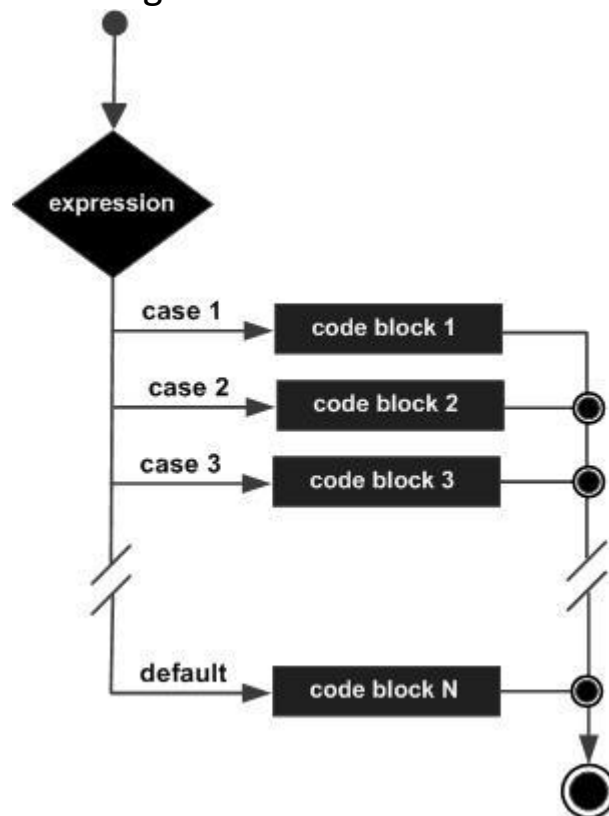 expression
case 1
code block 1
case 2
code block 2
case 3
code block 3
default
code block N